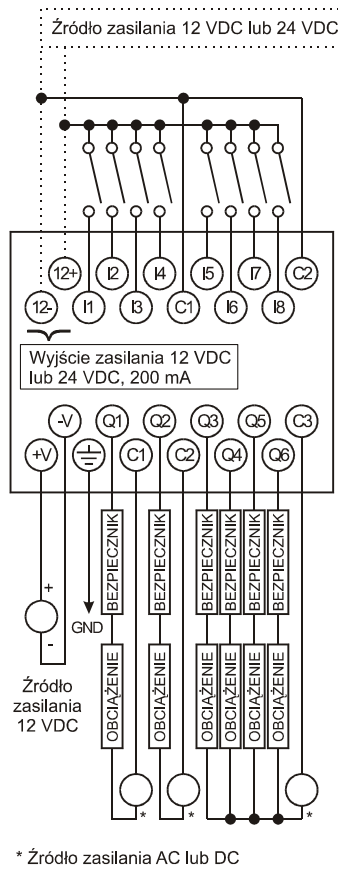 Źródło zasilania 12 VDC lub 24 VDC
12+ I2 I4 I5 I7 C2
12- I1 I3 C1 I6 I8
Wyjście zasilania 12 VDC
lub 24 VDC, 200 mA
-V Q1 Q2 Q3 Q5 C3
+V C1 C2 Q4 Q6
BEZPIECZNIK BEZPIECZNIK BEZPIECZNIK BEZPIECZNIK BEZPIECZNIK BEZPIECZNIK
+
GND
-
OBCIĄŻENIE OBCIĄŻENIE OBCIĄŻENIE OBCIĄŻENIE OBCIĄŻENIE OBCIĄŻENIE
Źródło
zasilania
12 VDC
* * *
* Źródło zasilania AC lub DC